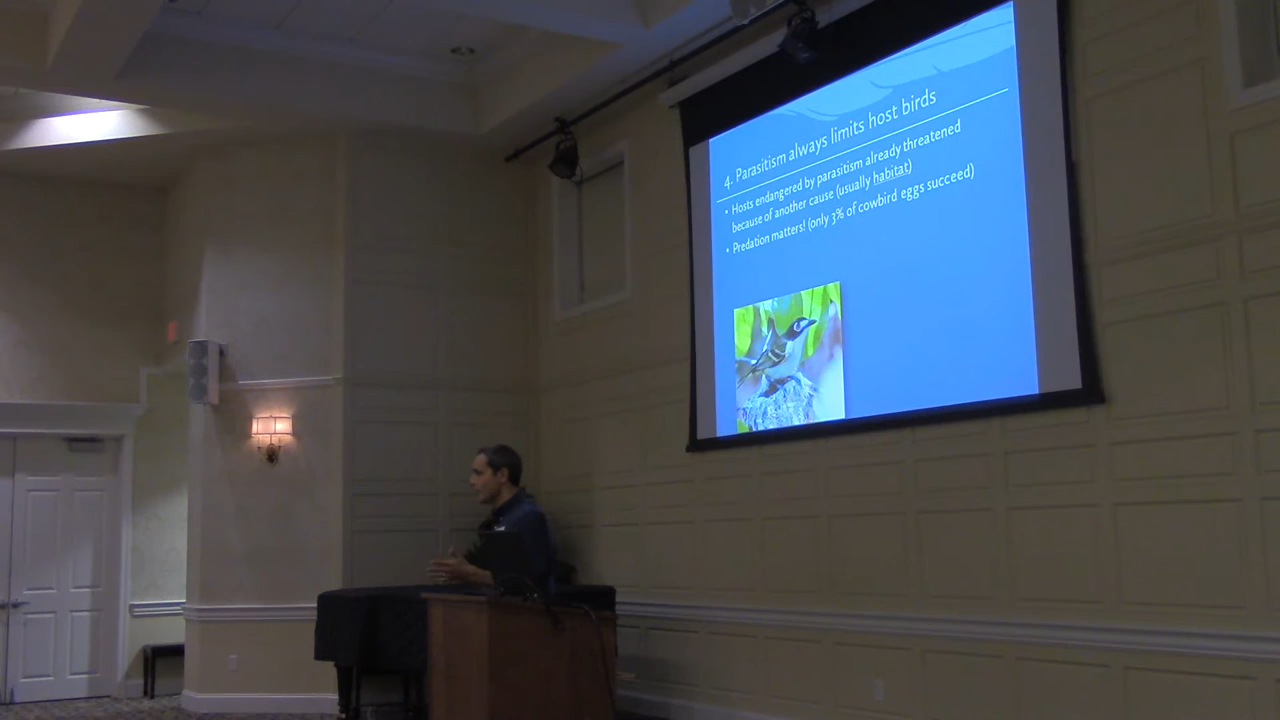 4. Parasitism always limits host birds
• Hosts endangered by parasitism already threatened
because of another cause (usually habitat)
• Predation matters! (only 3% of cowbird eggs succeed)